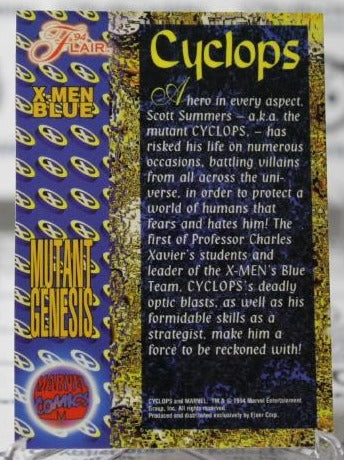 '94
FLAIR
X-MEN
BLUE
MUTANT
GENESIS
MARVEL
COMICS
M
Cyclops
A hero in every aspect,
Scott Summers – a.k.a. the
mutant CYCLOPS, – has
risked his life on numerous
occasions, battling villains
from all across the uni-
verse, in order to protect a
world of humans that
fears and hates him! The
first of Professor Charles
Xavier's students and
leader of the X-MEN's Blue
Team, CYCLOPS's deadly
optic blasts, as well as his
formidable skills as a
strategist, make him a
force to be reckoned with!
CYCLOPS and MARVEL: TM & © 1994 Marvel Entertainment
Group, Inc. All rights reserved.
Produced and distributed exclusively by Fleer Corp.